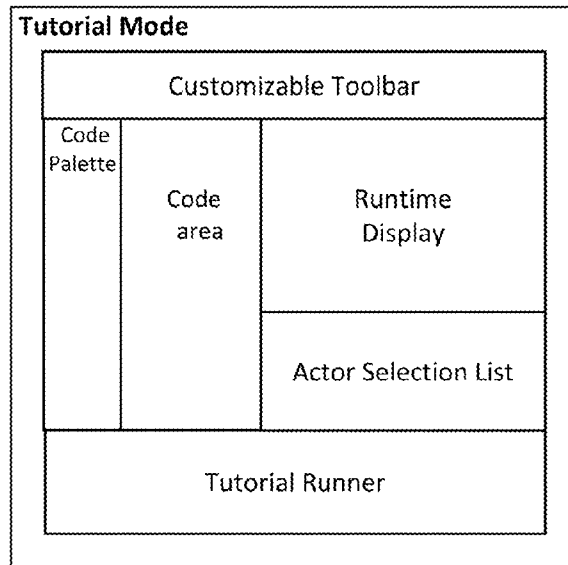 Tutorial Mode
Customizable Toolbar
Code
Palette
Code
area
Runtime
Display
Actor Selection List
Tutorial Runner